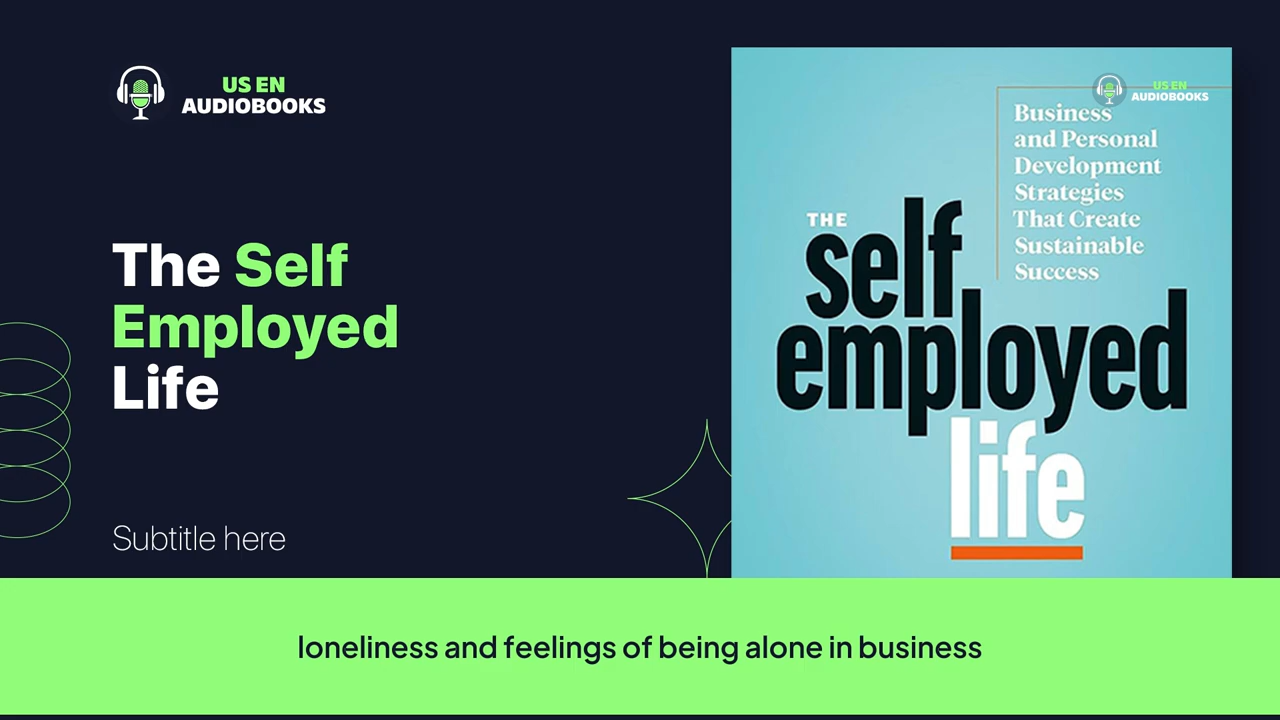 US EN
AUDIOBOOKS
The Self
Employed
Life
Subtitle here
US EN
AUDIOBOOKS
Business
and Personal
Development
Strategies
That Create
Sustainable
Success
THE
self
employed
life
loneliness and feelings of being alone in business